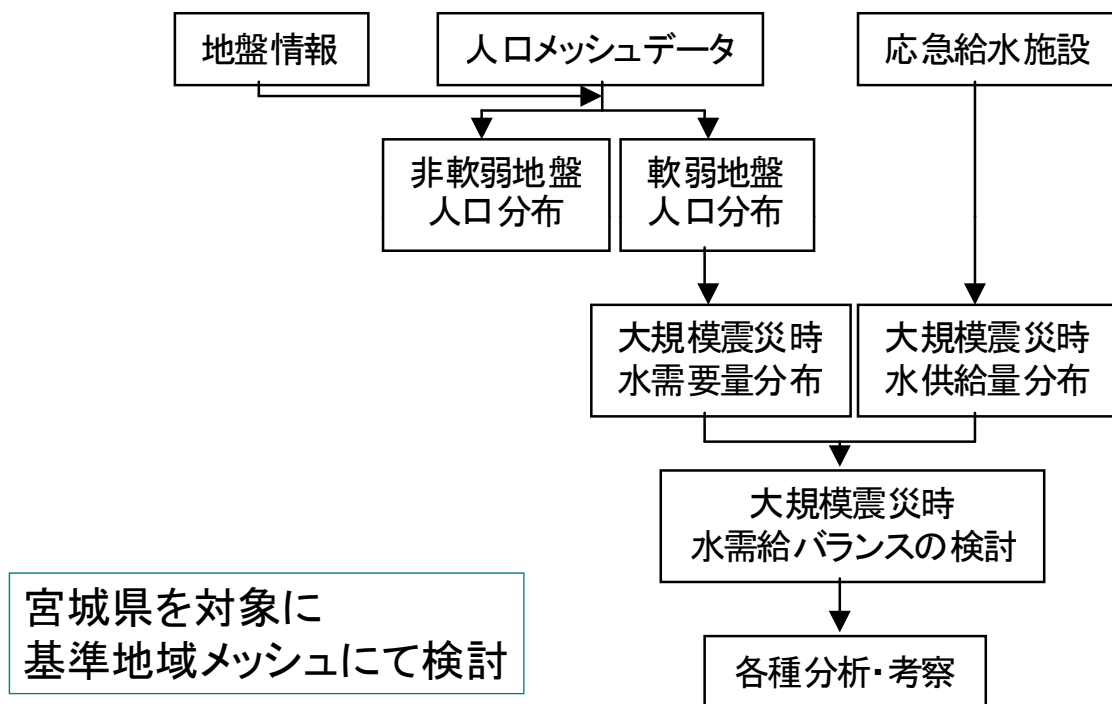 地盤情報
人口メッシュデータ
応急給水施設
非軟弱地盤
人口分布
軟弱地盤
人口分布
大規模震災時
水需要量分布
大規模震災時
水供給量分布
大規模震災時
水需給バランスの検討
宮城県を対象に
基準地域メッシュにて検討
各種分析・考察